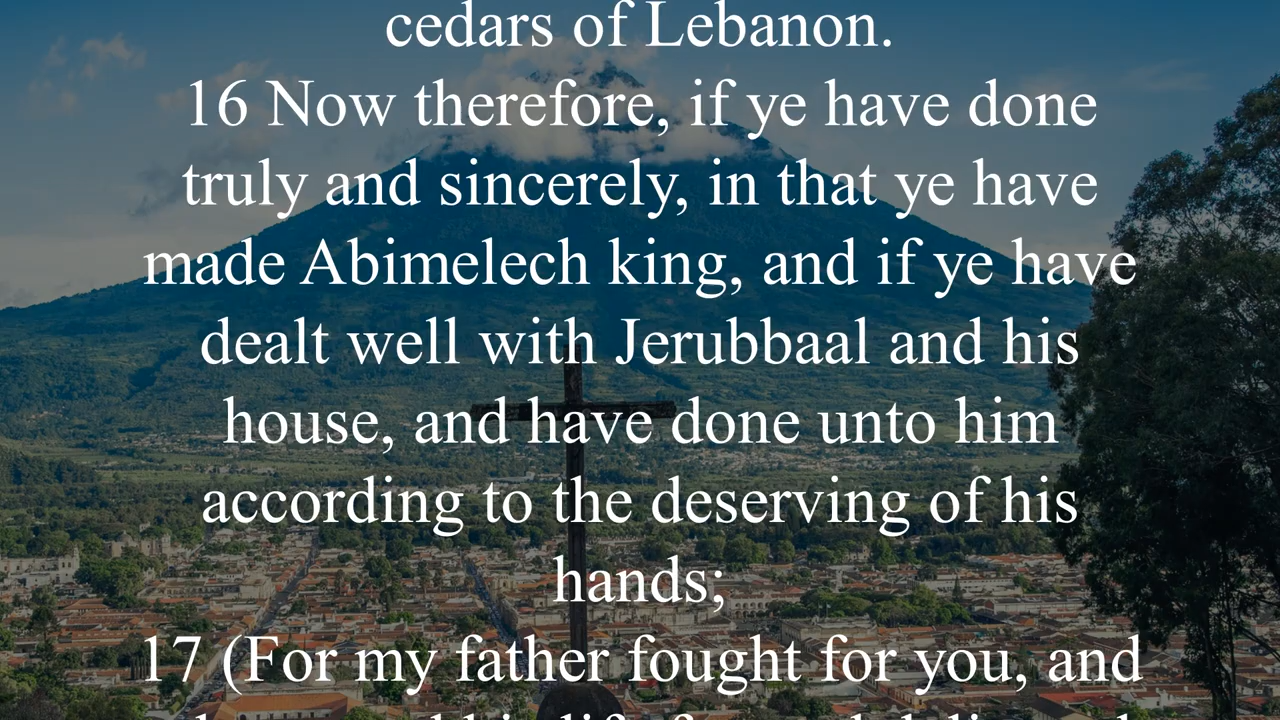 cedars of Lebanon.
16 Now therefore, if ye have done
truly and sincerely, in that ye have
made Abimelech king, and if ye have
dealt well with Jerubbaal and his
house, and have done unto him
according to the deserving of his
hands;
17 (For my father fought for you, and